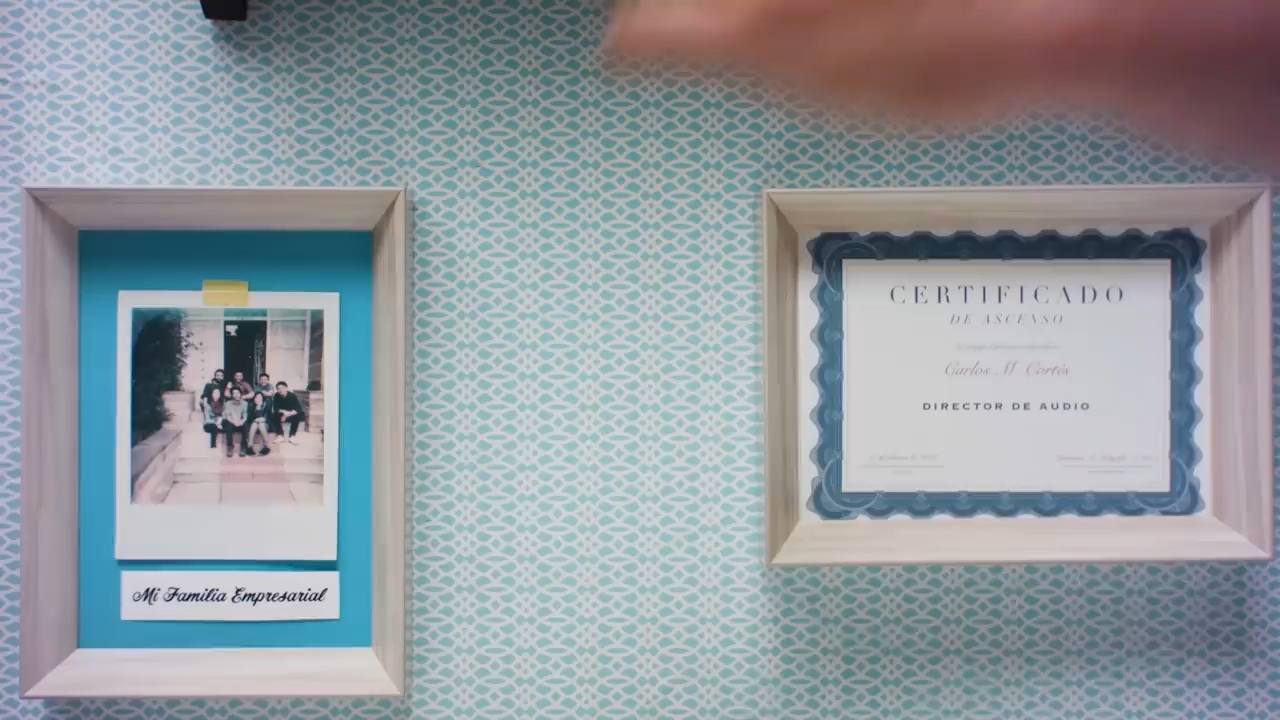 Mi Familia Empresarial
CERTIFICADO
DE ASCENSO
Carlos M. Cortés
DIRECTOR DE AUDIO